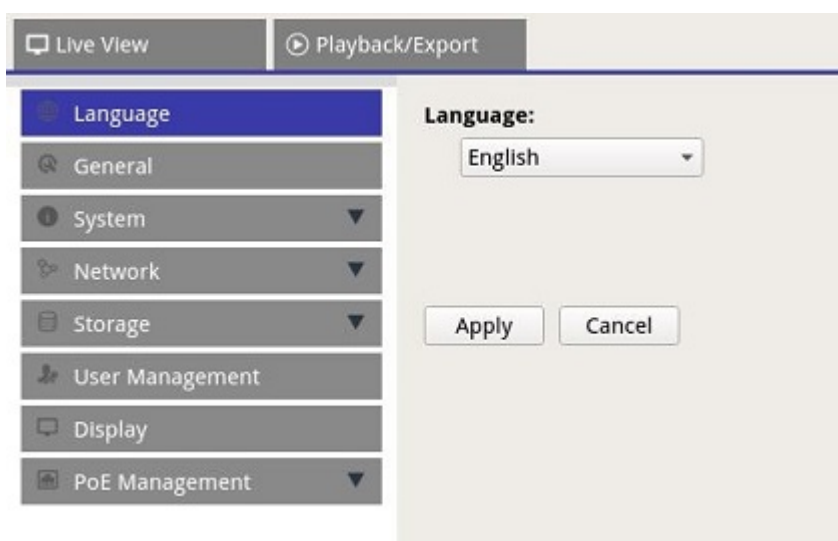 Live View
Playback/Export
Language
General
System
Network
Storage
User Management
Display
PoE Management
Language:
English
Apply
Cancel